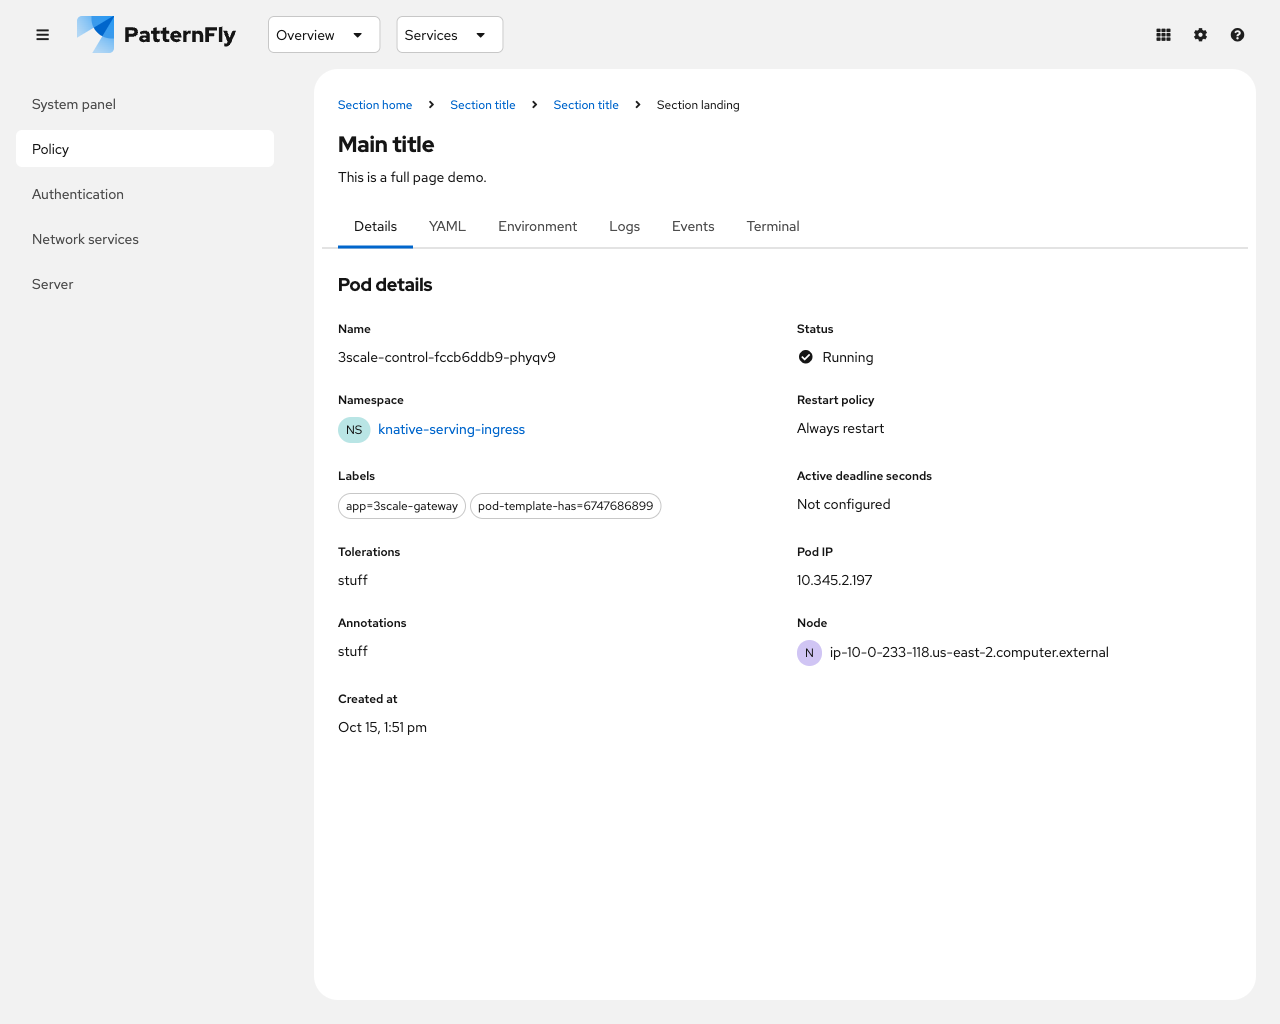 PatternFly
Overview
Services
System panel
Policy
Authentication
Network services
Server
Section home
Section title
Section title
Section landing
Main title
This is a full page demo.
Details
YAML
Environment
Logs
Events
Terminal
Pod details
Name
3scale-control-fccb6ddb9-phyqv9
Status
Running
Namespace
NS knative-serving-ingress
Restart policy
Always restart
Labels
app=3scale-gateway
pod-template-has=6747686899
Active deadline seconds
Not configured
Tolerations
stuff
Pod IP
10.345.2.197
Annotations
stuff
Node
N ip-10-0-233-118.us-east-2.computer.external
Created at
Oct 15, 1:51 pm